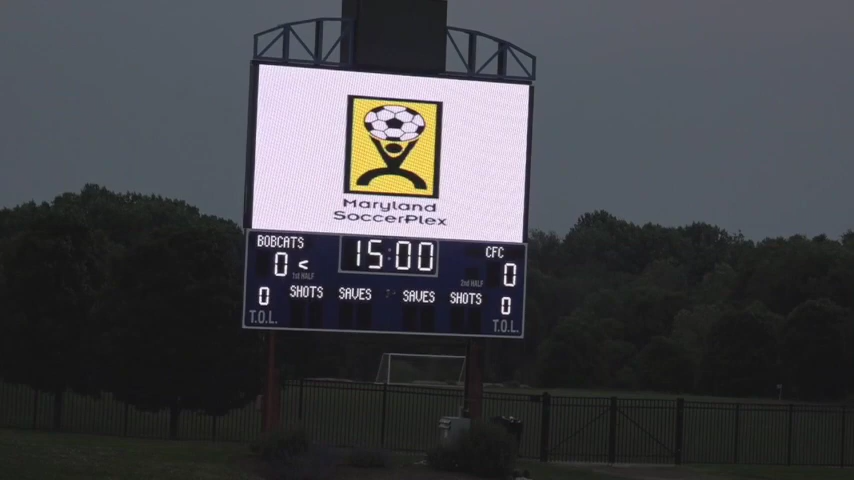 Maryland
SoccerPlex
BOBCATS 15:00 CFC
0 < 0
1st HALF 2nd HALF
SHOTS SAVES SAVES SHOTS
0 0
T.O.L. T.O.L.